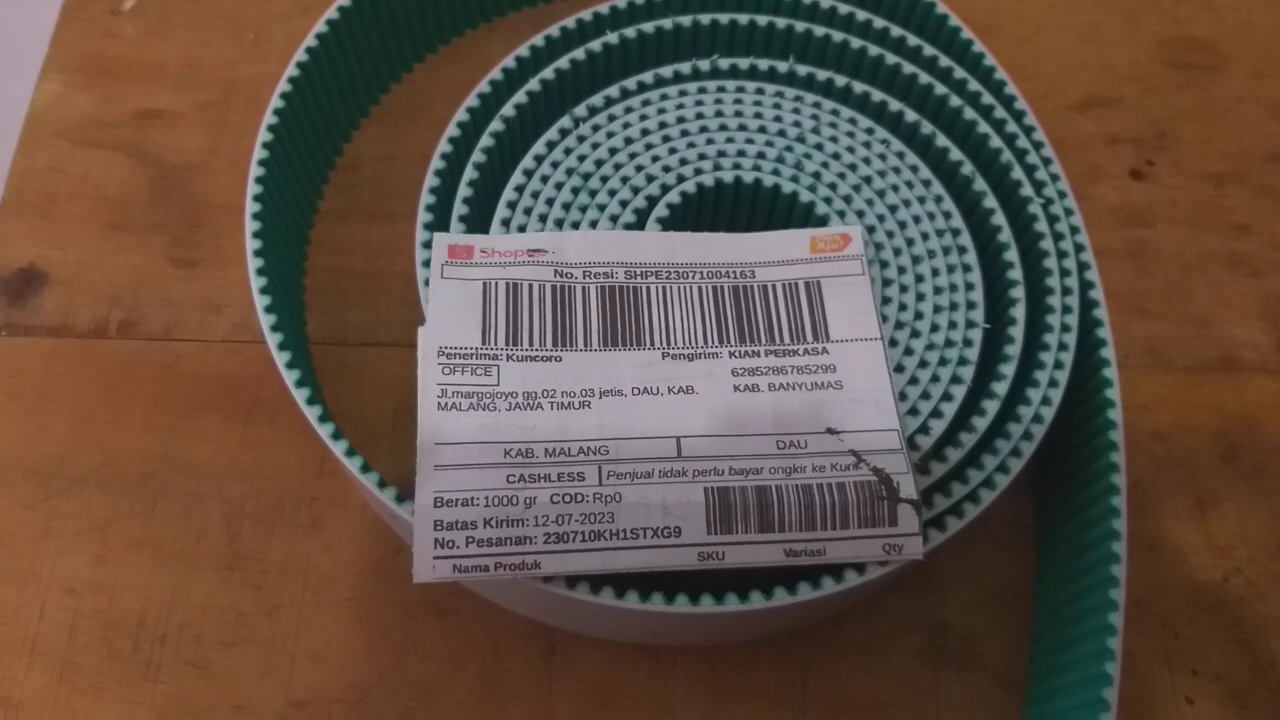 Shopee
Pos Aja!
No. Resi: SHPE23071004163
Penerima: Kuncoro
Pengirim: KIAN PERKASA
OFFICE
6285286785299
KAB. BANYUMAS
Jl.margojoyo gg.02 no.03 jetis, DAU, KAB.
MALANG, JAWA TIMUR
KAB. MALANG
DAU
CASHLESS
Penjual tidak perlu bayar ongkir ke
Berat: 1000 gr COD: Rp0
Batas Kirim: 12-07-2023
No. Pesanan: 230710KH1STXG9
Nama Produk SKU Variasi Qty